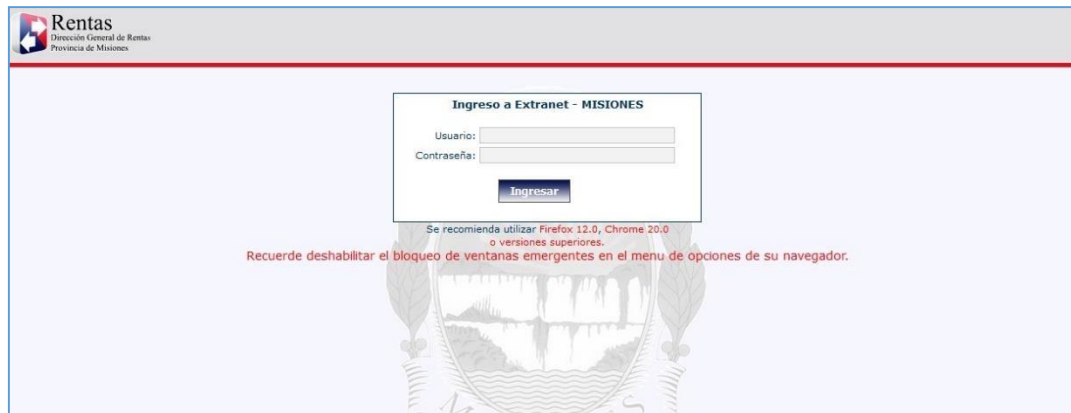 Rentas
Dirección General de Rentas
Provincia de Misiones
Ingreso a Extranet - MISIONES
Usuario:
Contraseña:
Ingresar
Se recomienda utilizar Firefox 12.0, Chrome 20.0
o versiones superiores.
Recuerde deshabilitar el bloqueo de ventanas emergentes en el menu de opciones de su navegador.